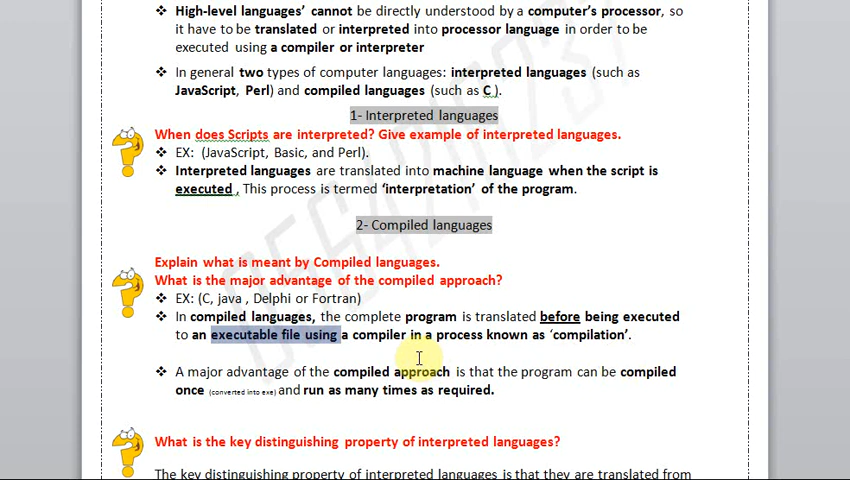 ❖ High-level languages’ cannot be directly understood by a computer’s processor, so
it have to be translated or interpreted into processor language in order to be
executed using a compiler or interpreter
❖ In general two types of computer languages: interpreted languages (such as
JavaScript, Perl) and compiled languages (such as C ).
1- Interpreted languages
When does Scripts are interpreted? Give example of interpreted languages.
❖ EX: (JavaScript, Basic, and Perl).
❖ Interpreted languages are translated into machine language when the script is
executed , This process is termed ‘interpretation’ of the program.
2- Compiled languages
Explain what is meant by Compiled languages.
What is the major advantage of the compiled approach?
❖ EX: (C, java , Delphi or Fortran)
❖ In compiled languages, the complete program is translated before being executed
to an executable file using a compiler in a process known as ‘compilation’.
❖ A major advantage of the compiled approach is that the program can be compiled
once (converted into exe) and run as many times as required.
What is the key distinguishing property of interpreted languages?
The key distinguishing property of interpreted languages is that they are translated from